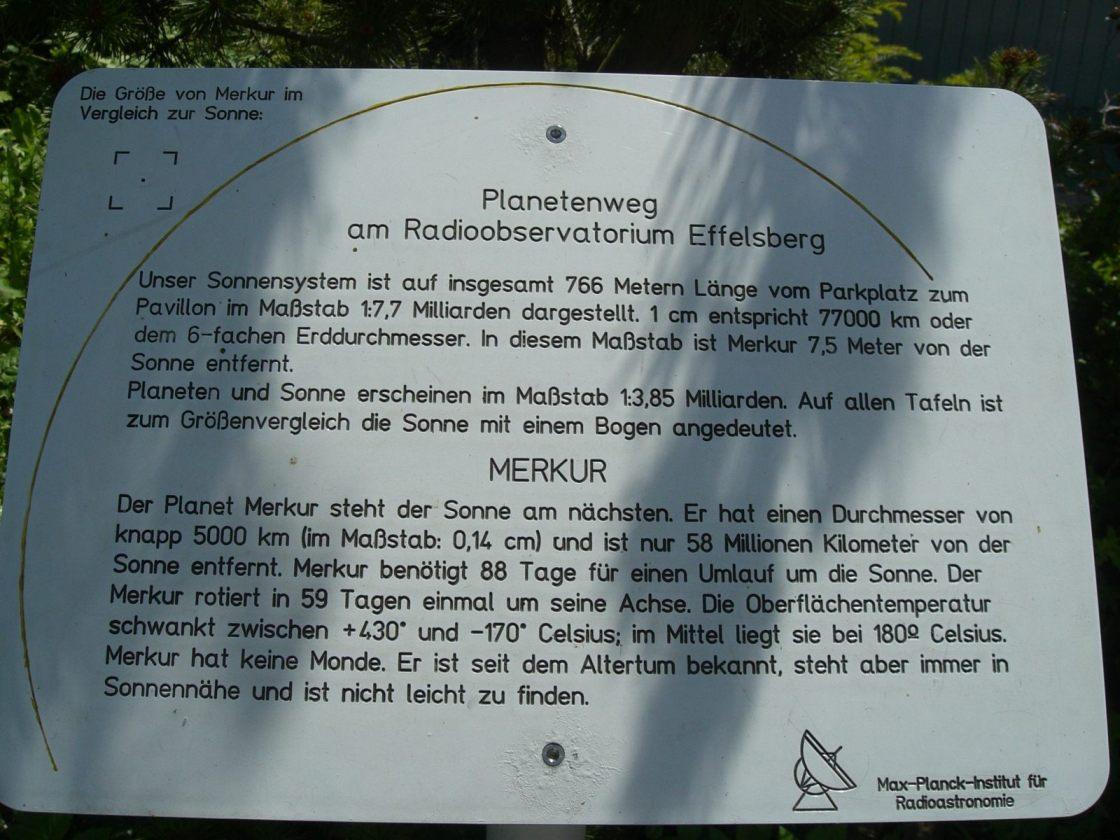 Die Größe von Merkur im
Vergleich zur Sonne:
Planetenweg
am Radioobservatorium Effelsberg
Unser Sonnensystem ist auf insgesamt 766 Metern Länge vom Parkplatz zum
Pavillon im Maßstab 1:7,7 Milliarden dargestellt. 1 cm entspricht 77000 km oder
dem 6-fachen Erddurchmesser. In diesem Maßstab ist Merkur 7,5 Meter von der
Sonne entfernt.
Planeten und Sonne erscheinen im Maßstab 1:3,85 Milliarden. Auf allen Tafeln ist
zum Größenvergleich die Sonne mit einem Bogen angedeutet.
MERKUR
Der Planet Merkur steht der Sonne am nächsten. Er hat einen Durchmesser von
knapp 5000 km (im Maßstab: 0,14 cm) und ist nur 58 Millionen Kilometer von der
Sonne entfernt. Merkur benötigt 88 Tage für einen Umlauf um die Sonne. Der
Merkur rotiert in 59 Tagen einmal um seine Achse. Die Oberflächentemperatur
schwankt zwischen +430° und -170° Celsius; im Mittel liegt sie bei 180º Celsius.
Merkur hat keine Monde. Er ist seit dem Altertum bekannt, steht aber immer in
Sonnennähe und ist nicht leicht zu finden.
Max-Planck-Institut für
Radioastronomie